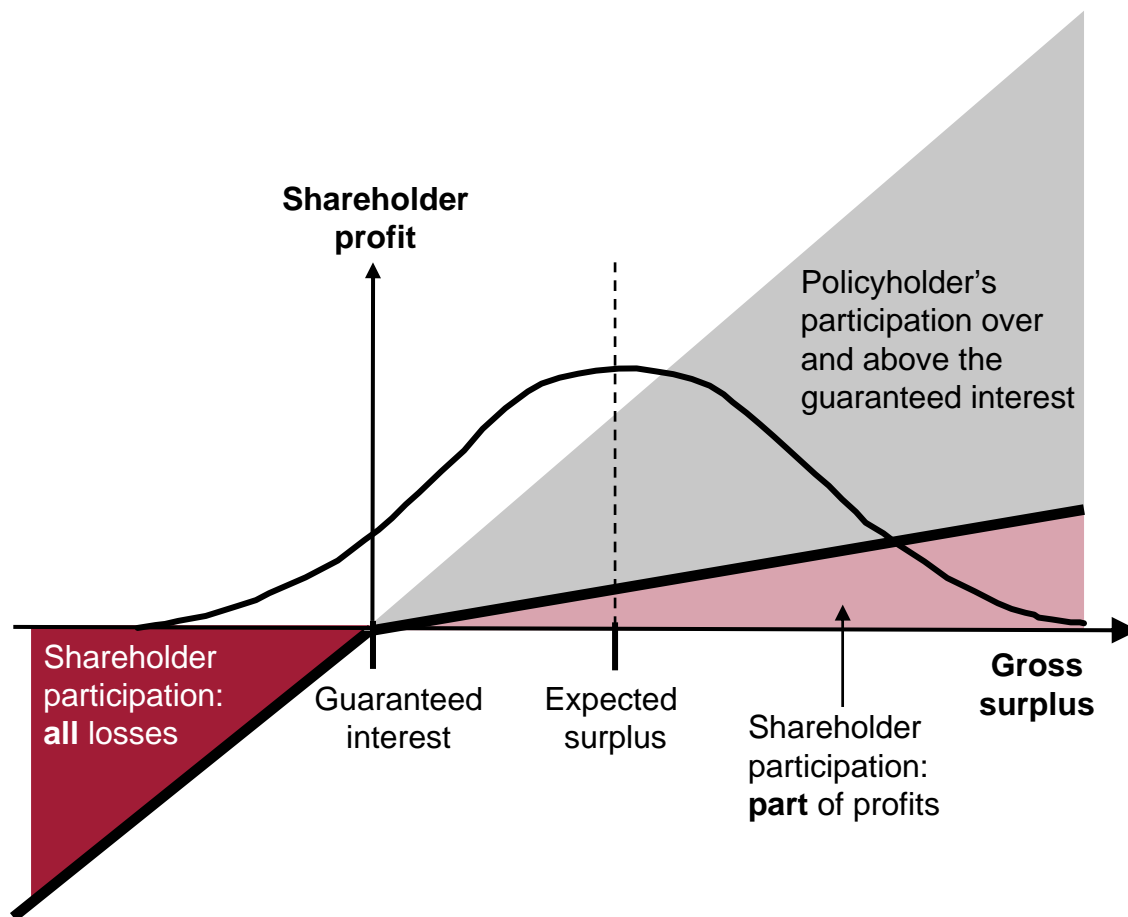 Shareholder
profit
Policyholder’s
participation over
and above the
guaranteed interest
Shareholder
participation:
all losses
Guaranteed
interest
Expected
surplus
Gross
surplus
Shareholder
participation:
part of profits